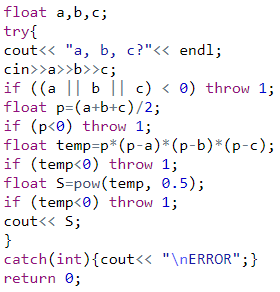 float a,b,c;
try{
cout<< "a, b, c?"<< endl;
cin>>a>>b>>c;
if ((a || b || c) < 0) throw 1;
float p=(a+b+c)/2;
if (p<0) throw 1;
float temp=p*(p-a)*(p-b)*(p-c);
if (temp<0) throw 1;
float S=pow(temp, 0.5);
if (temp<0) throw 1;
cout<< S;
}
catch(int){cout<< "\nERROR";}
return 0;